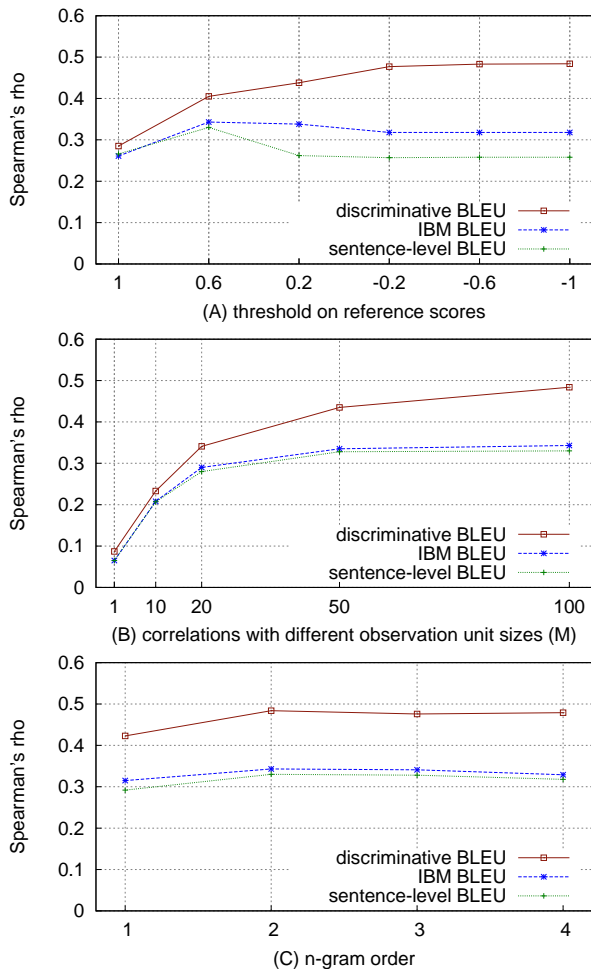 0.6
0.5
0.4
0.3
0.2
0.1
0
Spearman's rho
discriminative BLEU
IBM BLEU
sentence-level BLEU
1 0.6 0.2 -0.2 -0.6 -1
(A) threshold on reference scores
0.6
0.5
0.4
0.3
0.2
0.1
0
Spearman's rho
discriminative BLEU
IBM BLEU
sentence-level BLEU
1 10 20 50 100
(B) correlations with different observation unit sizes (M)
0.6
0.5
0.4
0.3
0.2
0.1
0
Spearman's rho
discriminative BLEU
IBM BLEU
sentence-level BLEU
1 2 3 4
(C) n-gram order